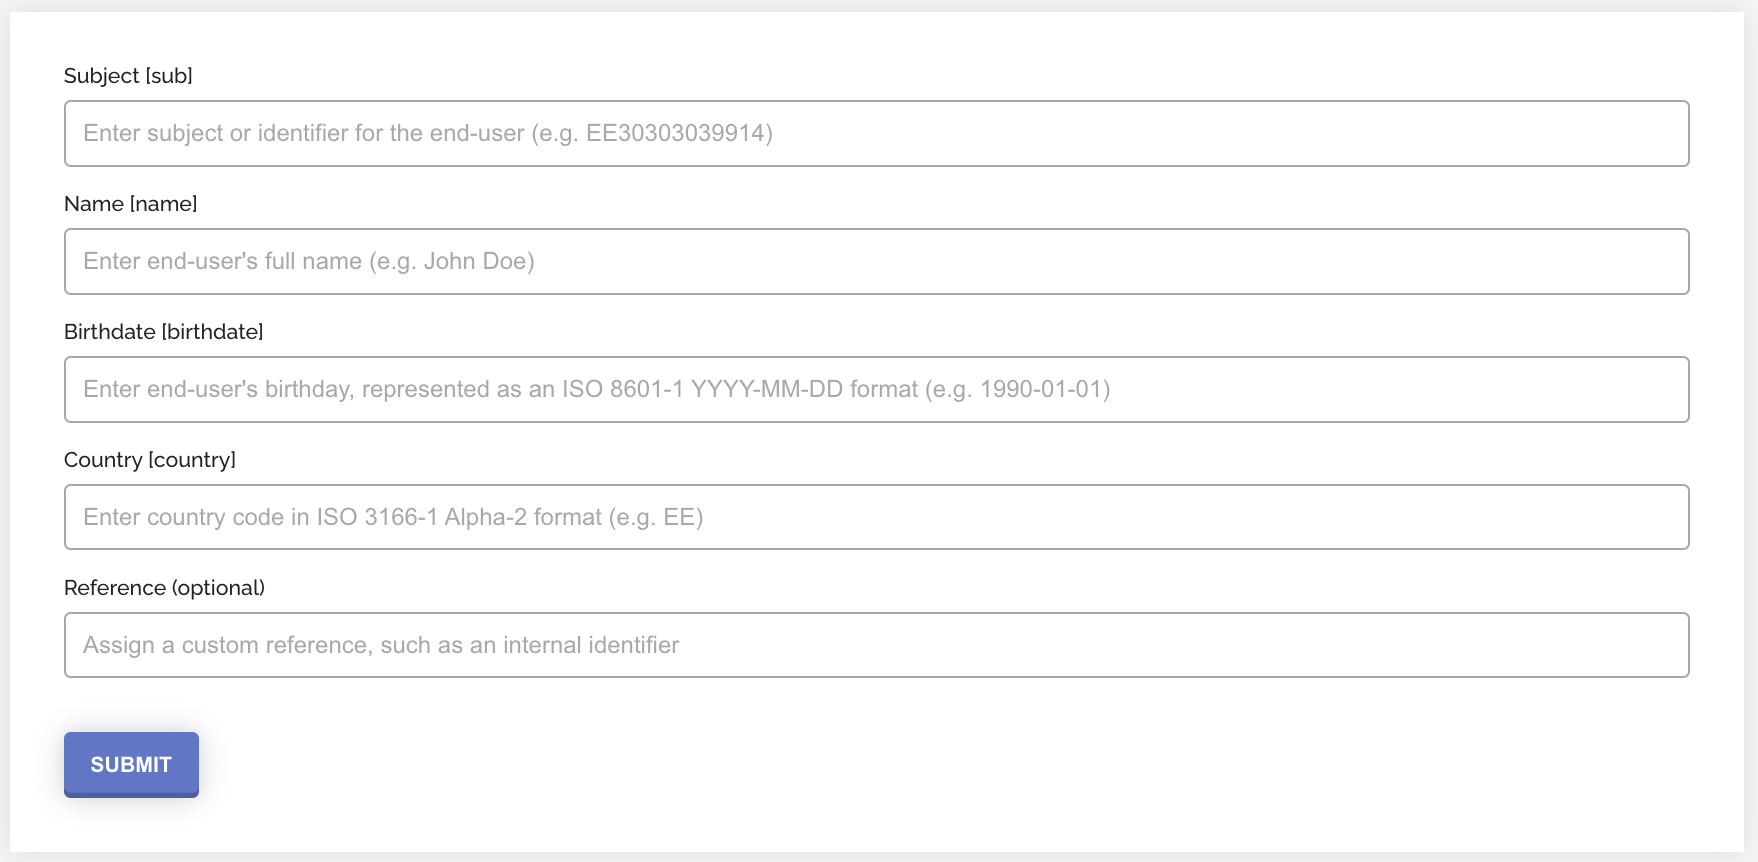 Subject [sub]
Enter subject or identifier for the end-user (e.g. EE30303039914)
Name [name]
Enter end-user's full name (e.g. John Doe)
Birthdate [birthdate]
Enter end-user's birthday, represented as an ISO 8601-1 YYYY-MM-DD format (e.g. 1990-01-01)
Country [country]
Enter country code in ISO 3166-1 Alpha-2 format (e.g. EE)
Reference (optional)
Assign a custom reference, such as an internal identifier
SUBMIT